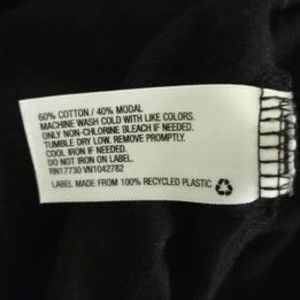 60% COTTON / 40% MODAL
MACHINE WASH COLD WITH LIKE COLORS.
ONLY NON-CHLORINE BLEACH IF NEEDED.
TUMBLE DRY LOW. REMOVE PROMPTLY.
COOL IRON IF NEEDED.
DO NOT IRON ON LABEL.
RN17730 VN1042782
LABEL MADE FROM 100% RECYCLED PLASTIC